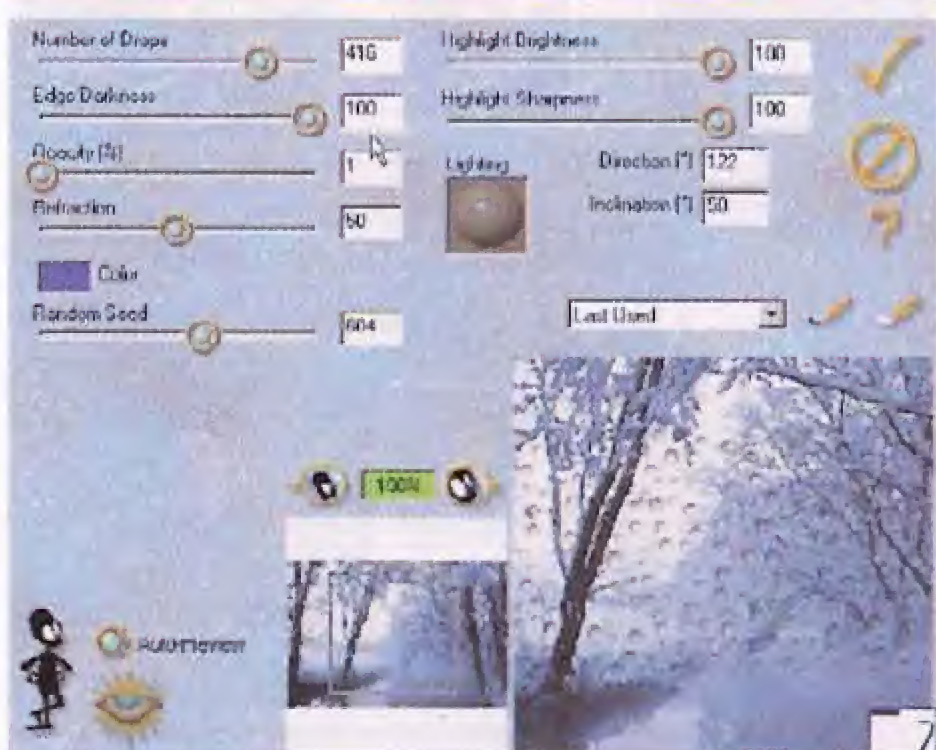 Number of Drops
416
Edge Darkness
100
Opacity [%]
1
Refraction
50
Color
Random Seed
604
Highlight Brightness
100
Highlight Sharpness
100
Lighting
Direction [°] 122
Inclination [°] 50
Last Used
100%
Auto Preview
7